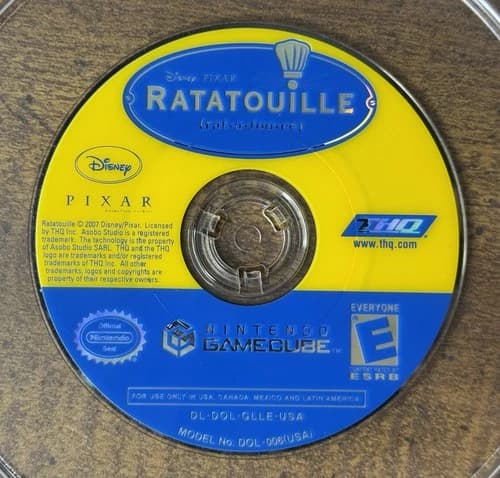 Disney PIXAR
RATATOUILLE
Disney
PIXAR
Ratatouille © 2007 Disney/Pixar. Licensed
by THQ Inc. Asobo Studio is a registered
trademark. The technology is the property
of Asobo Studio SARL. THQ and the THQ
logo are trademarks and/or registered
trademarks of THQ Inc. All other
trademarks, logos and copyrights are
property of their respective owners.
THQ
www.thq.com
Official
Nintendo
Seal
NINTENDO
GAMECUBE™
EVERYONE
E
CONTENT RATED BY
ESRB
FOR USE ONLY IN USA, CANADA, MEXICO AND LATIN AMERICA
DL-DOL-GLLE-USA
MODEL No. DOL-006(USA)